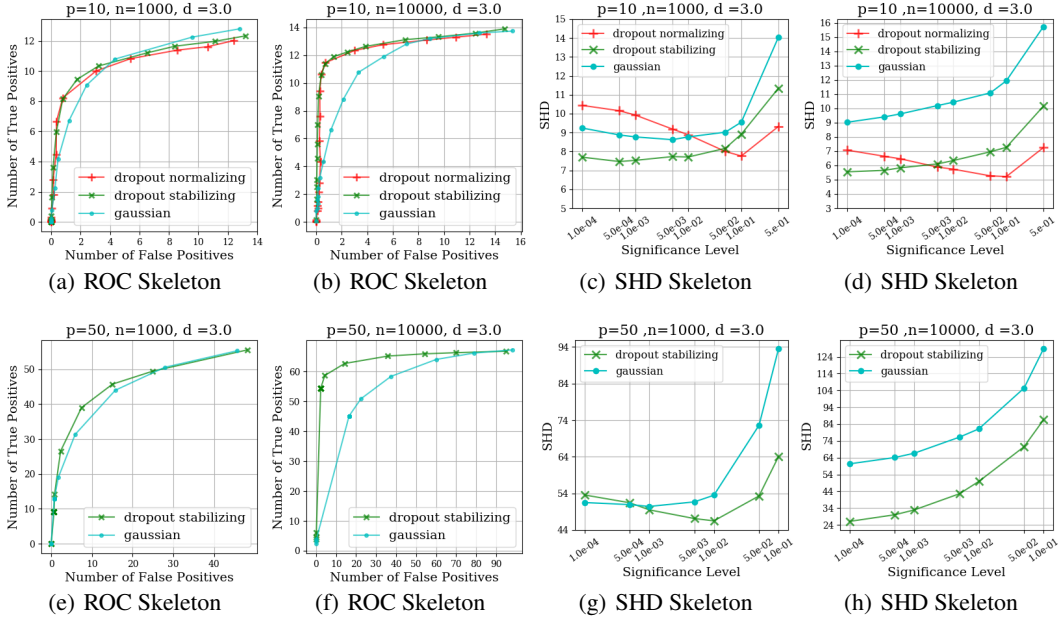 p=10, n=1000, d =3.0
Number of True Positives
14
12
10
8
6
4
2
0
dropout normalizing
dropout stabilizing
gaussian
0 2 4 6 8 10 12 14
Number of False Positives
(a) ROC Skeleton
p=10, n=10000, d =3.0
Number of True Positives
14
12
10
8
6
4
2
0
dropout normalizing
dropout stabilizing
gaussian
0 2 4 6 8 10 12 14 16
Number of False Positives
(b) ROC Skeleton
p=10 ,n=1000, d =3.0
SHD
15
14
13
12
11
10
9
8
7
6
5
dropout normalizing
dropout stabilizing
gaussian
1.0e-04 5.0e-04 1.0e-03 5.0e-03 1.0e-02 5.0e-02 1.0e-01 5.e-01
Significance Level
(c) SHD Skeleton
p=10 ,n=10000, d =3.0
SHD
16
15
14
13
12
11
10
9
8
7
6
5
4
3
dropout normalizing
dropout stabilizing
gaussian
1.0e-04 5.0e-04 1.0e-03 5.0e-03 1.0e-02 5.0e-02 1.0e-01 5.e-01
Significance Level
(d) SHD Skeleton
p=50, n=1000, d =3.0
Number of True Positives
50
40
30
20
10
0
dropout stabilizing
gaussian
0 10 20 30 40
Number of False Positives
(e) ROC Skeleton
p=50, n=10000, d =3.0
Number of True Positives
60
50
40
30
20
10
0
dropout stabilizing
gaussian
0 10 20 30 40 50 60 70 80 90
Number of False Positives
(f) ROC Skeleton
p=50 ,n=1000, d =3.0
SHD
94
84
74
64
54
44
dropout stabilizing
gaussian
1.0e-04 5.0e-04 1.0e-03 5.0e-03 1.0e-02 5.0e-02 1.0e-01
Significance Level
(g) SHD Skeleton
p=50 ,n=10000, d =3.0
SHD
124
114
104
94
84
74
64
54
44
34
24
dropout stabilizing
gaussian
1.0e-04 5.0e-04 1.0e-03 5.0e-03 1.0e-02 5.0e-02 1.0e-01
Significance Level
(h) SHD Skeleton